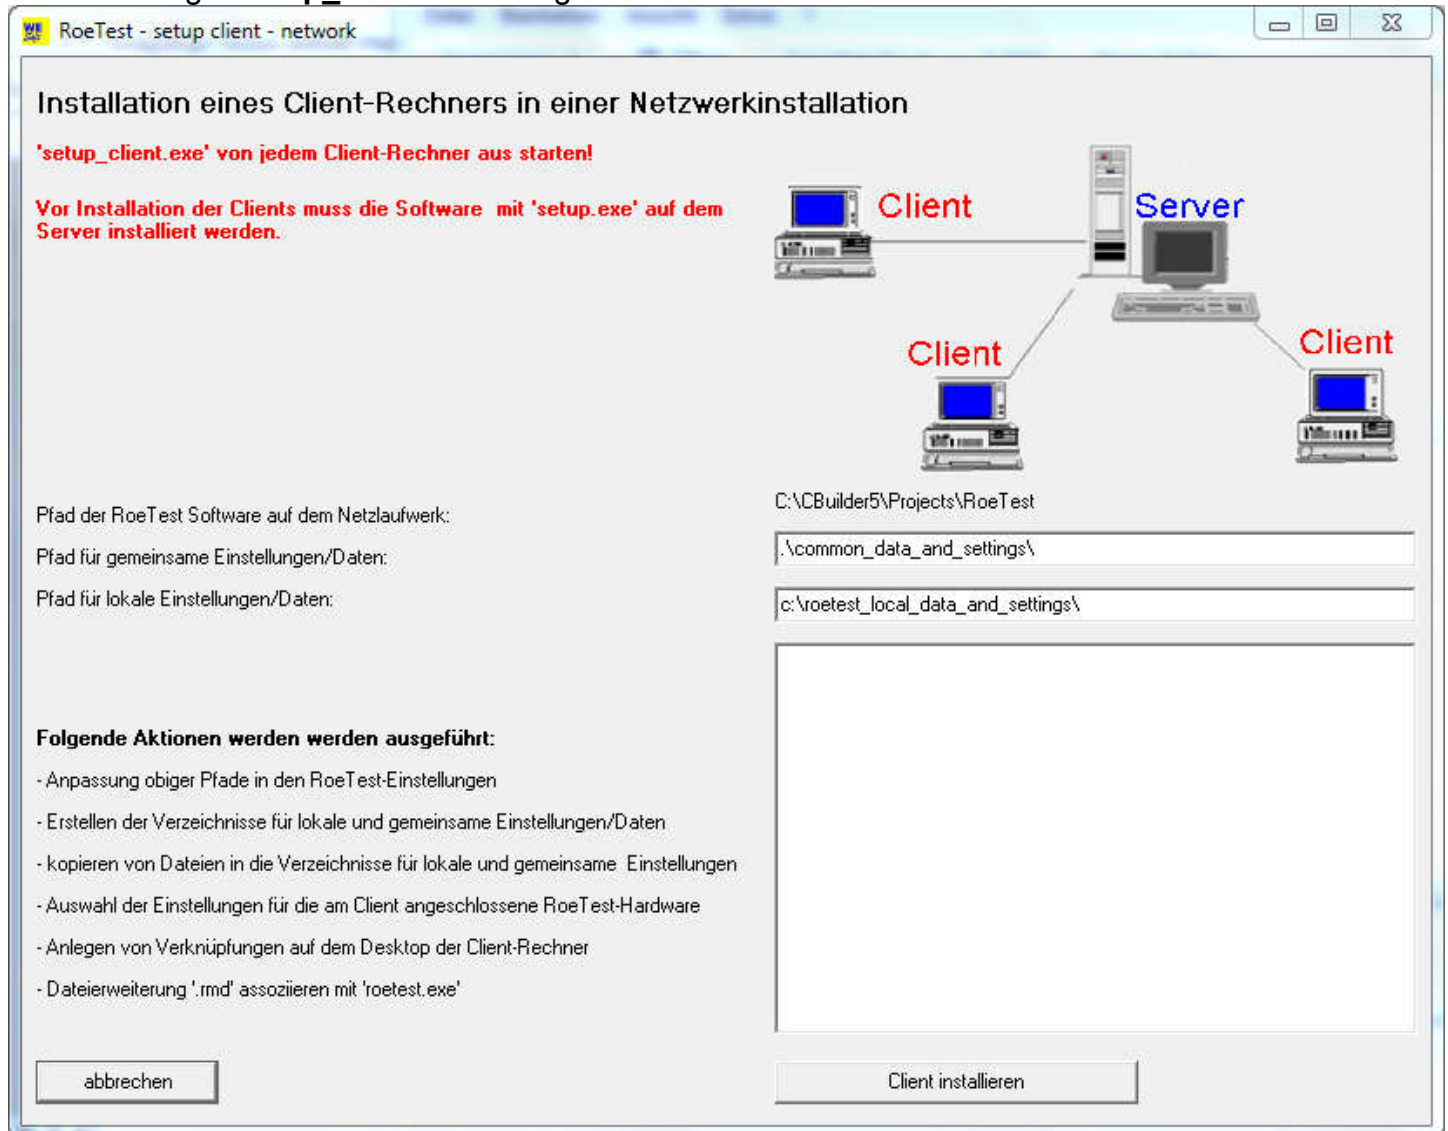 RoeTest - setup client - network
Installation eines Client-Rechners in einer Netzwerkinstallation
'setup_client.exe' von jedem Client-Rechner aus starten!
Vor Installation der Clients muss die Software mit 'setup.exe' auf dem
Server installiert werden.
Client
Server
Client
Client
Pfad der RoeTest Software auf dem Netzlaufwerk:
C:\CBuilder5\Projects\RoeTest
Pfad für gemeinsame Einstellungen/Daten:
.\common_data_and_settings\
Pfad für lokale Einstellungen/Daten:
c:\roetest_local_data_and_settings\
Folgende Aktionen werden werden ausgeführt:
- Anpassung obiger Pfade in den RoeTest-Einstellungen
- Erstellen der Verzeichnisse für lokale und gemeinsame Einstellungen/Daten
- kopieren von Dateien in die Verzeichnisse für lokale und gemeinsame Einstellungen
- Auswahl der Einstellungen für die am Client angeschlossene RoeTest-Hardware
- Anlegen von Verknüpfungen auf dem Desktop der Client-Rechner
- Dateierweiterung '.rmd' assoziieren mit 'roetest.exe'
abbrechen
Client installieren